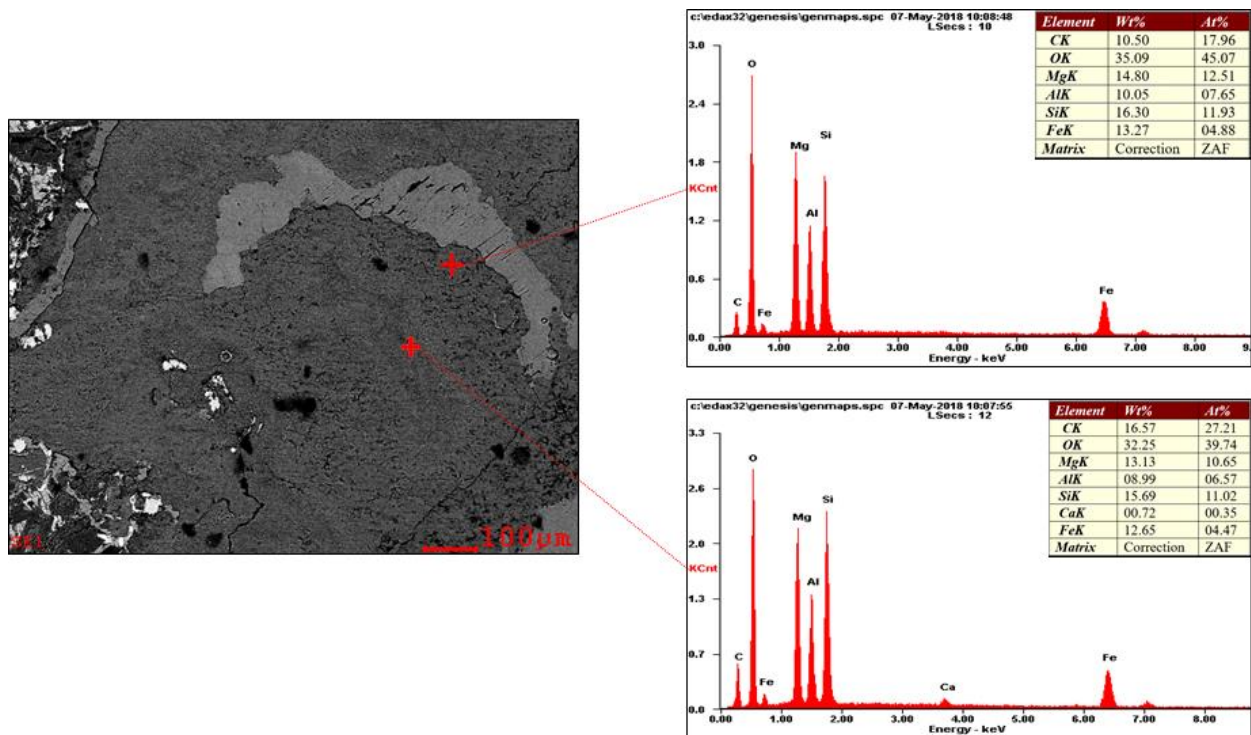 c:\edax32\genesis\genmaps.spc 07-May-2018 10:08:48
LSecs : 10
3.0
2.4
1.8
KCnt
1.2
0.6
0.0
O
Mg
Si
Al
C
Fe
Fe
0.00 1.00 2.00 3.00 4.00 5.00 6.00 7.00 8.00 9.
Energy - keV
Element Wt% At%
CK 10.50 17.96
OK 35.09 45.07
MgK 14.80 12.51
AlK 10.05 07.65
SiK 16.30 11.93
FeK 13.27 04.88
Matrix Correction ZAF
100µm
c:\edax32\genesis\genmaps.spc 07-May-2018 10:07:55
LSecs : 12
3.3
2.6
2.0
KCnt
1.3
0.7
0.0
O
Mg
Si
Al
C
Fe
Ca
Fe
0.00 1.00 2.00 3.00 4.00 5.00 6.00 7.00 8.00
Energy - keV
Element Wt% At%
CK 16.57 27.21
OK 32.25 39.74
MgK 13.13 10.65
AlK 08.99 06.57
SiK 15.69 11.02
CaK 00.72 00.35
FeK 12.65 04.47
Matrix Correction ZAF